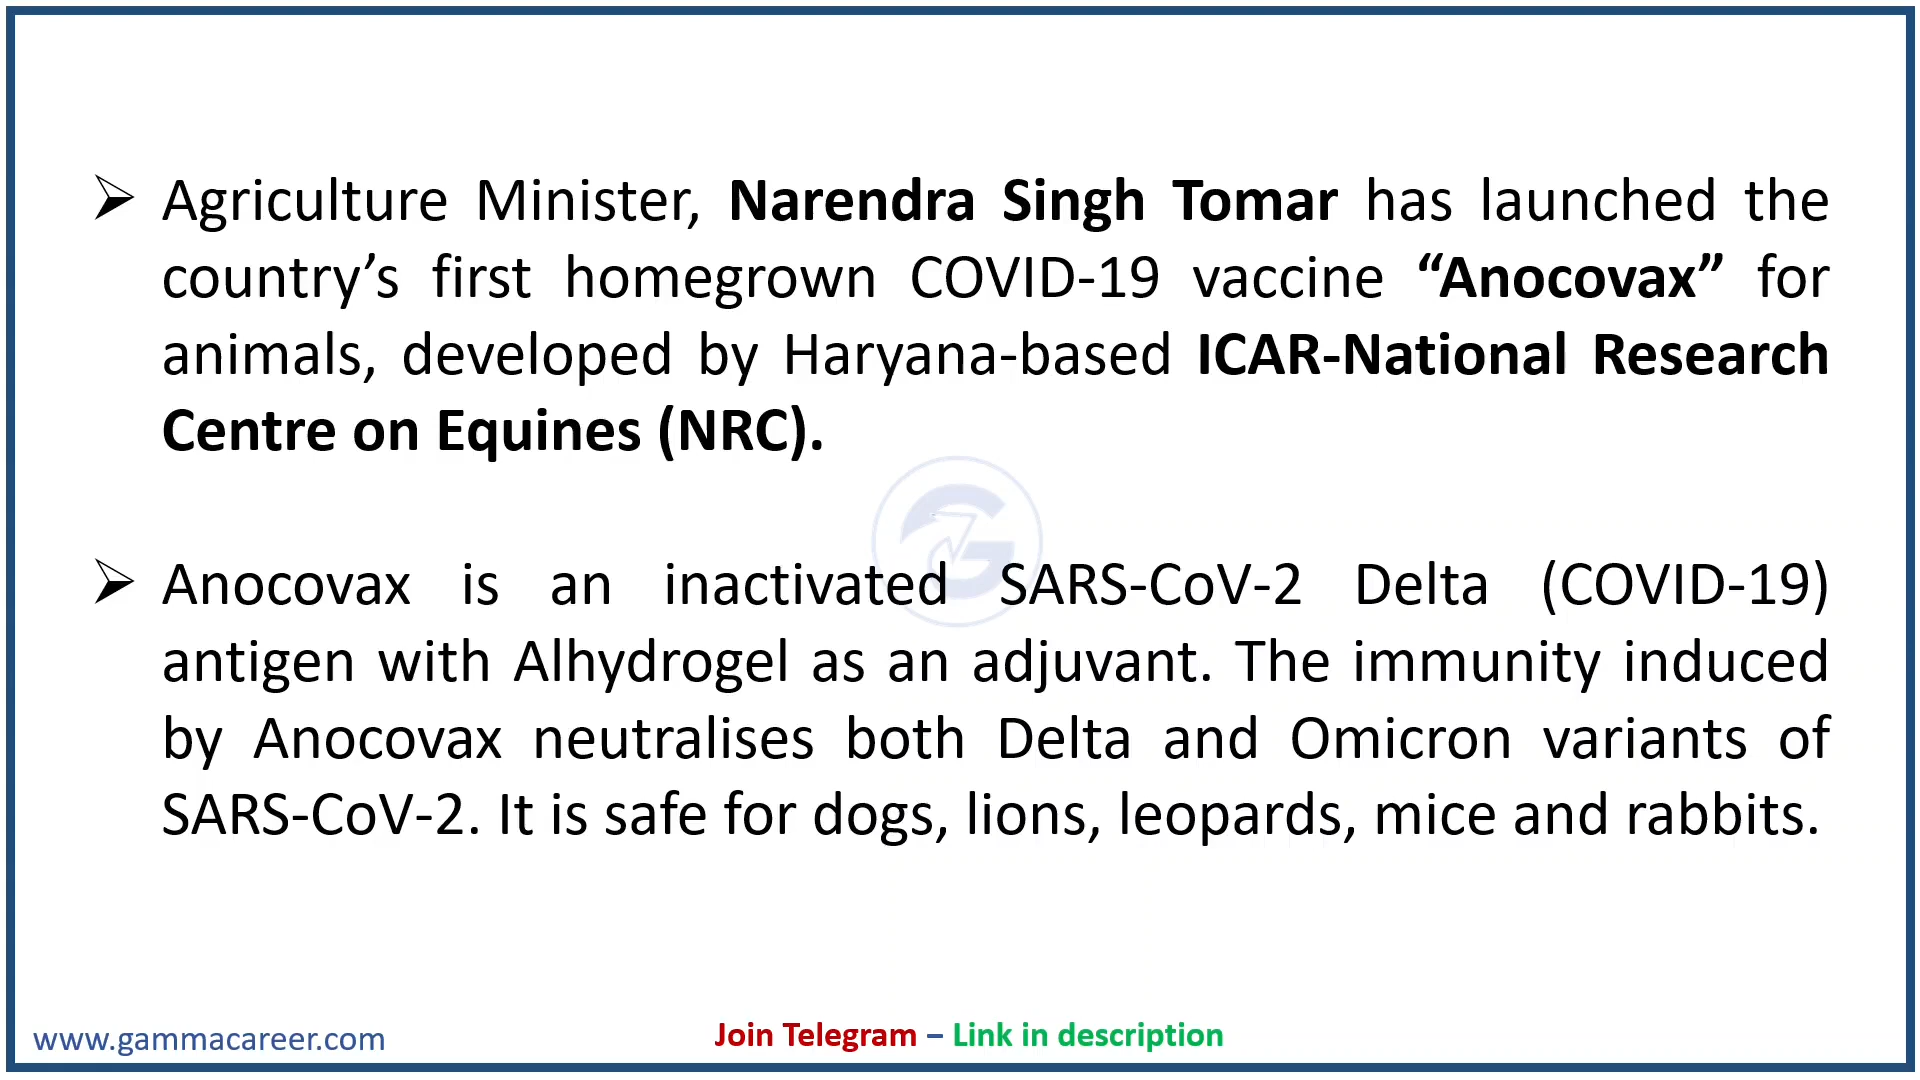 Agriculture Minister, Narendra Singh Tomar has launched the
country’s first homegrown COVID-19 vaccine “Anocovax” for
animals, developed by Haryana-based ICAR-National Research
Centre on Equines (NRC).
Anocovax is an inactivated SARS-CoV-2 Delta (COVID-19)
antigen with Alhydrogel as an adjuvant. The immunity induced
by Anocovax neutralises both Delta and Omicron variants of
SARS-CoV-2. It is safe for dogs, lions, leopards, mice and rabbits.
www.gammacareer.com
Join Telegram – Link in description